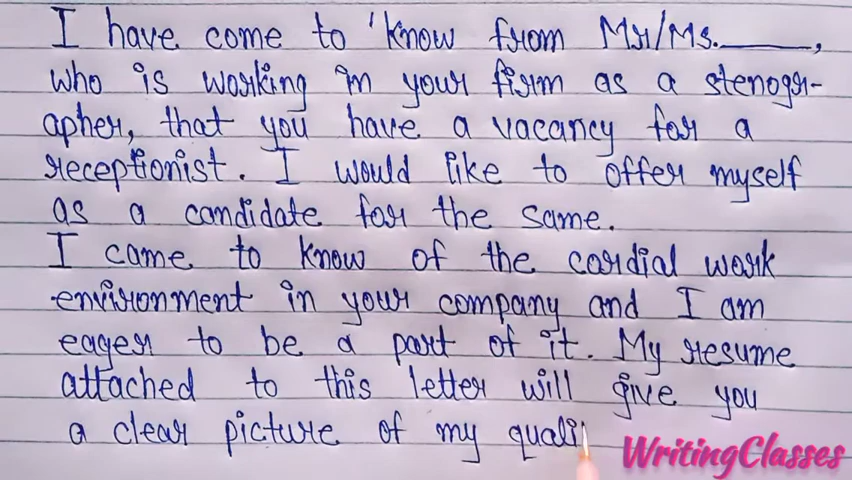 I have come to know from Mr/Ms.______,
who is working in your firm as a stenogr-
apher, that you have a vacancy for a
receptionist. I would like to offer myself
as a candidate for the same.
I came to know of the cordial work
environment in your company and I am
eager to be a part of it. My resume
attached to this letter will give you
a clear picture of my quali
WritingClasses